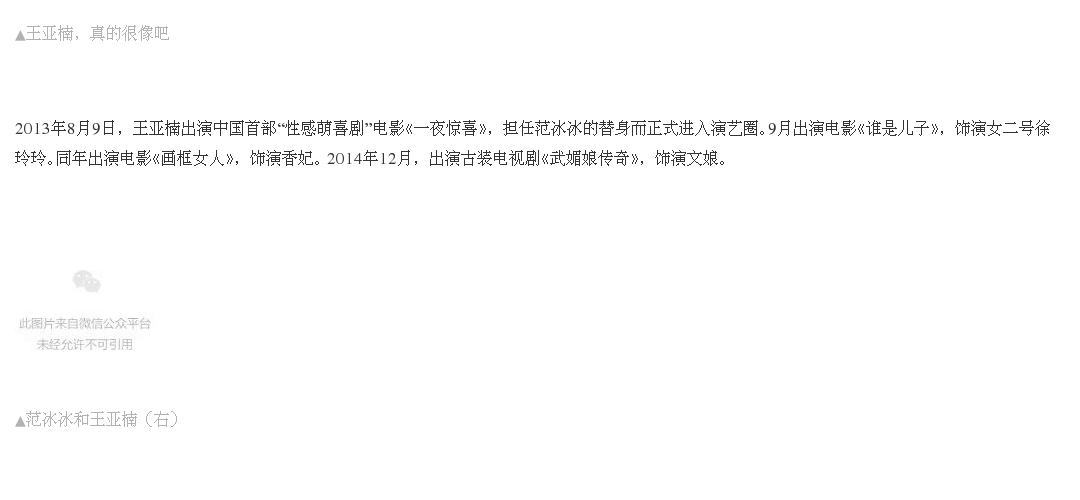 ▲王亚楠，真的很像吧
2013年8月9日，王亚楠出演中国首部“性感萌喜剧”电影《一夜惊喜》，担任范冰冰的替身而正式进入演艺圈。9月出演电影《谁是儿子》，饰演女二号徐
玲玲。同年出演电影《画框女人》，饰演香妃。2014年12月，出演古装电视剧《武媚娘传奇》，饰演文娘。
此图片来自微信公众平台
未经允许不可引用
▲范冰冰和王亚楠（右）